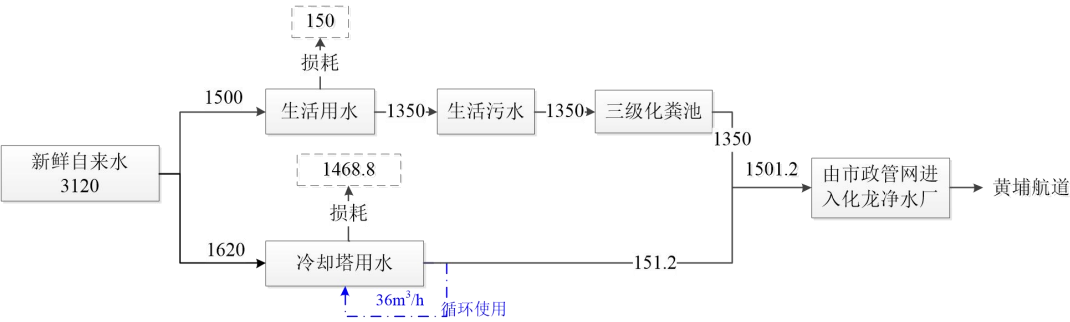 150
损耗
1500
生活用水
1350
生活污水
1350
三级化粪池
1350
新鲜自来水
3120
1468.8
损耗
1620
冷却塔用水
151.2
36m³/h
循环使用
1501.2
由市政管网进
入化龙净水厂
黄埔航道